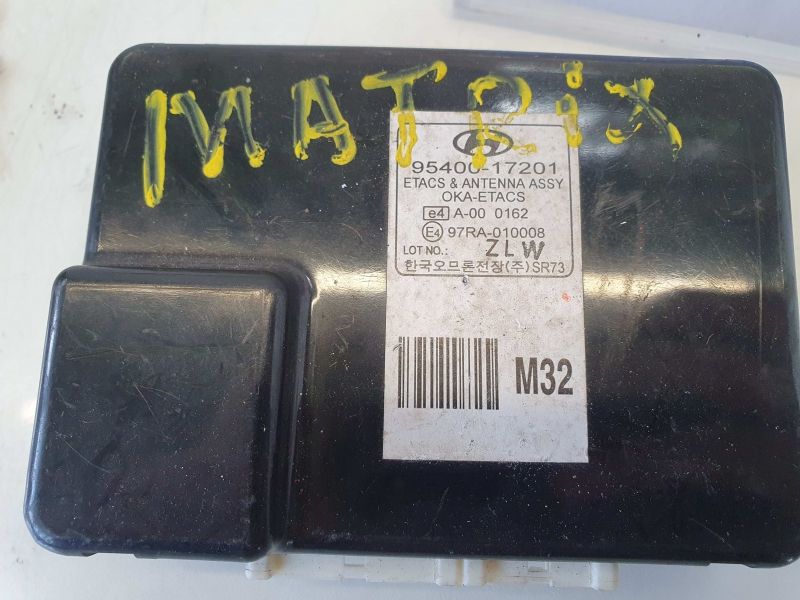 MATRiX
95400-17201
ETACS & ANTENNA ASSY
OKA-ETACS
e4 A-00 0162
E4 97RA-010008
LOT NO.: ZLW
한국오므론전장(주) SR73
M32